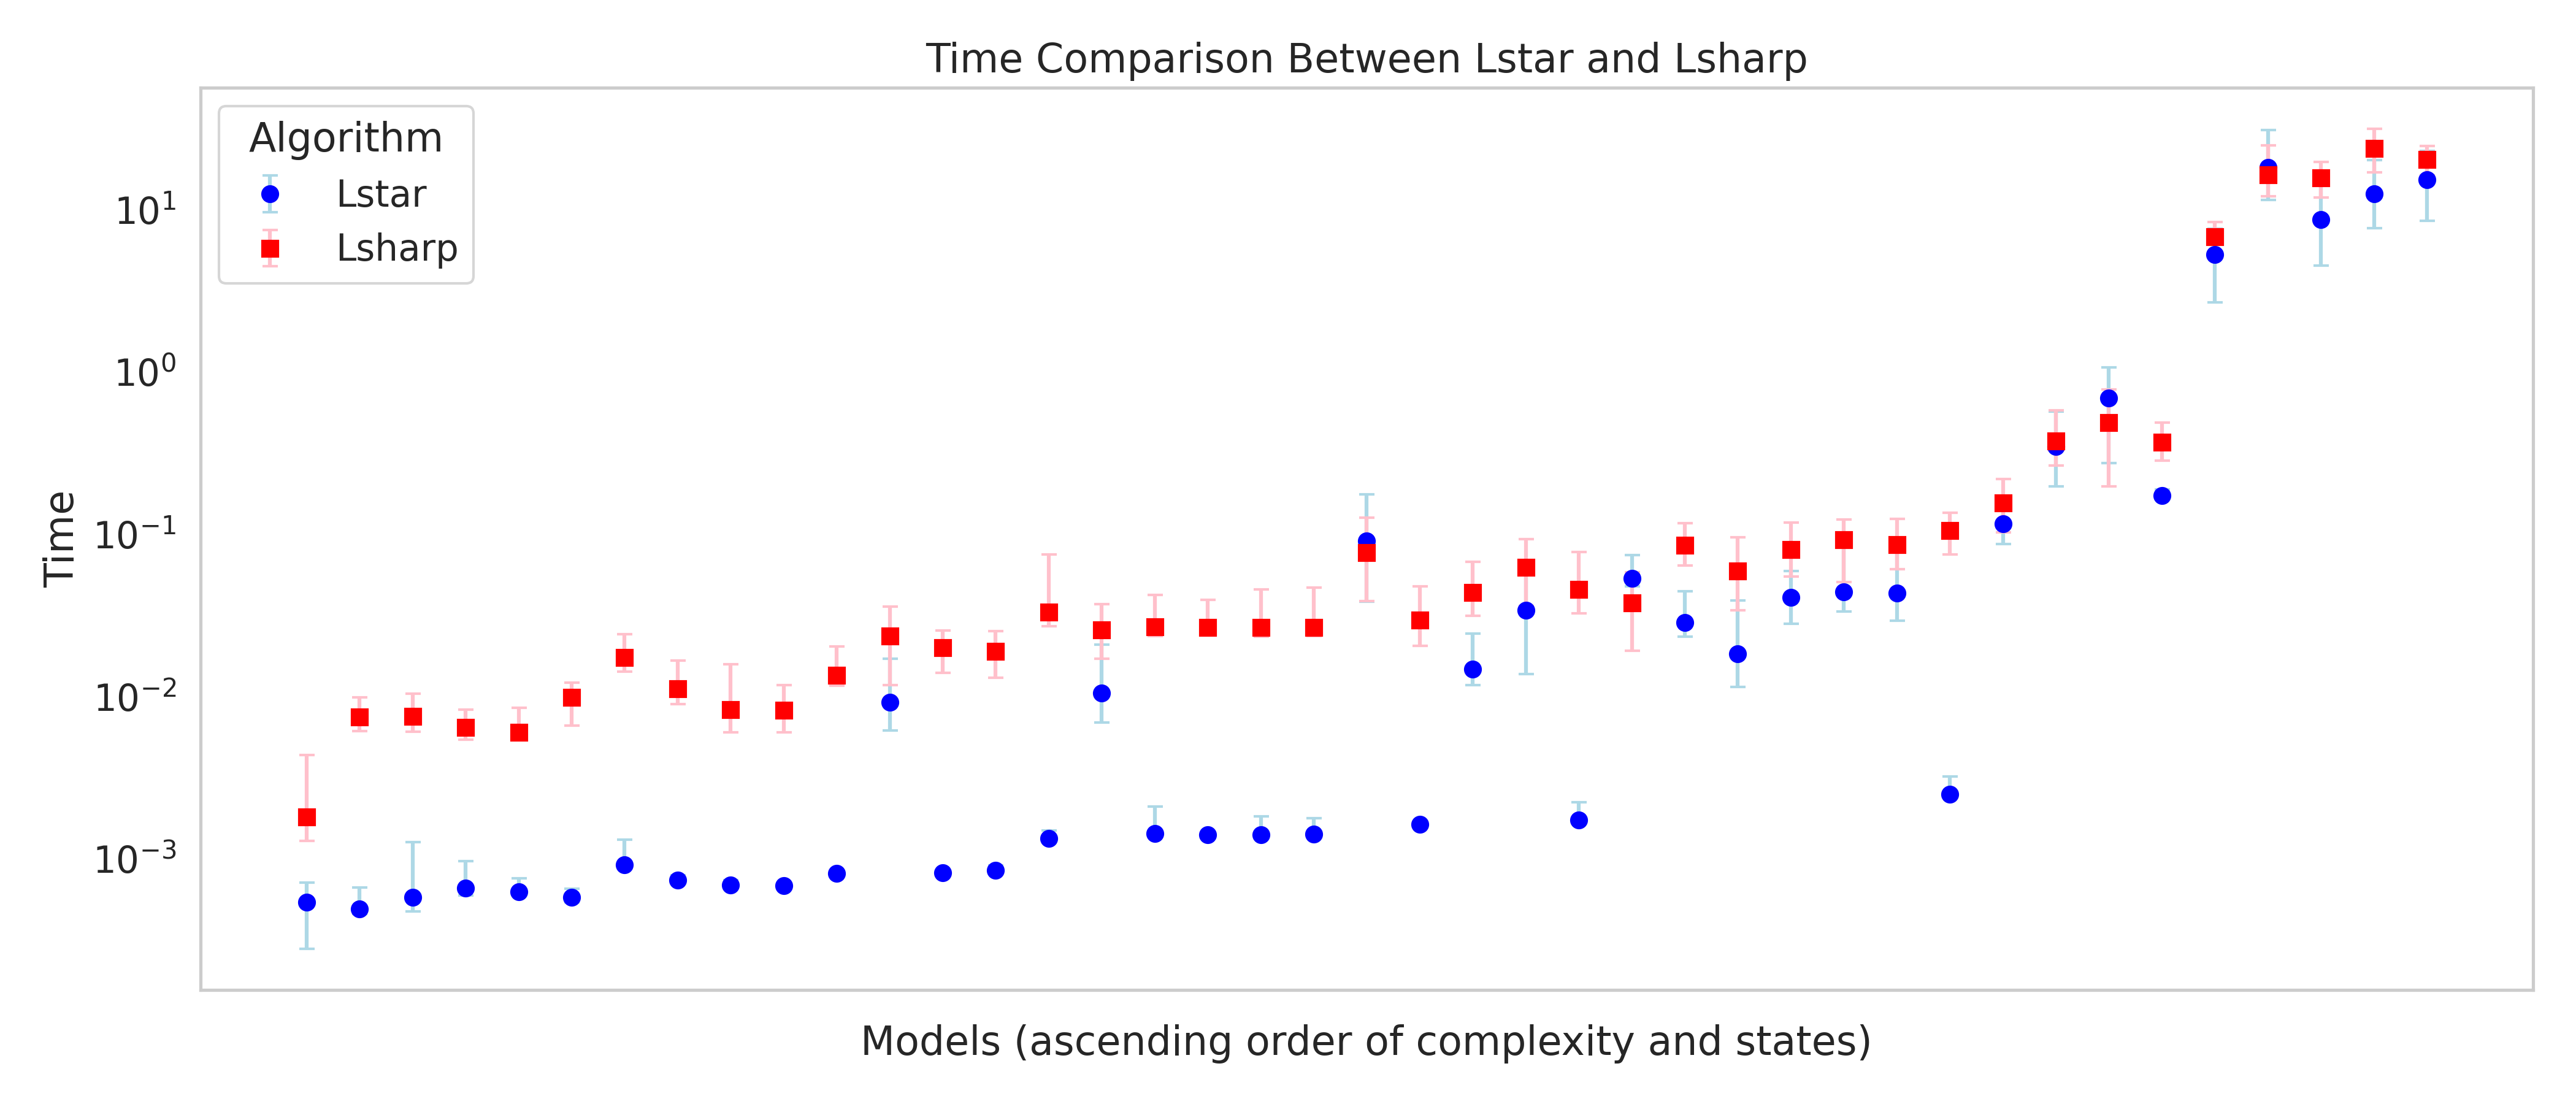 Time Comparison Between Lstar and Lsharp
Algorithm
Lstar
Lsharp
10¹
10⁰
10⁻¹
10⁻²
10⁻³
Time
Models (ascending order of complexity and states)